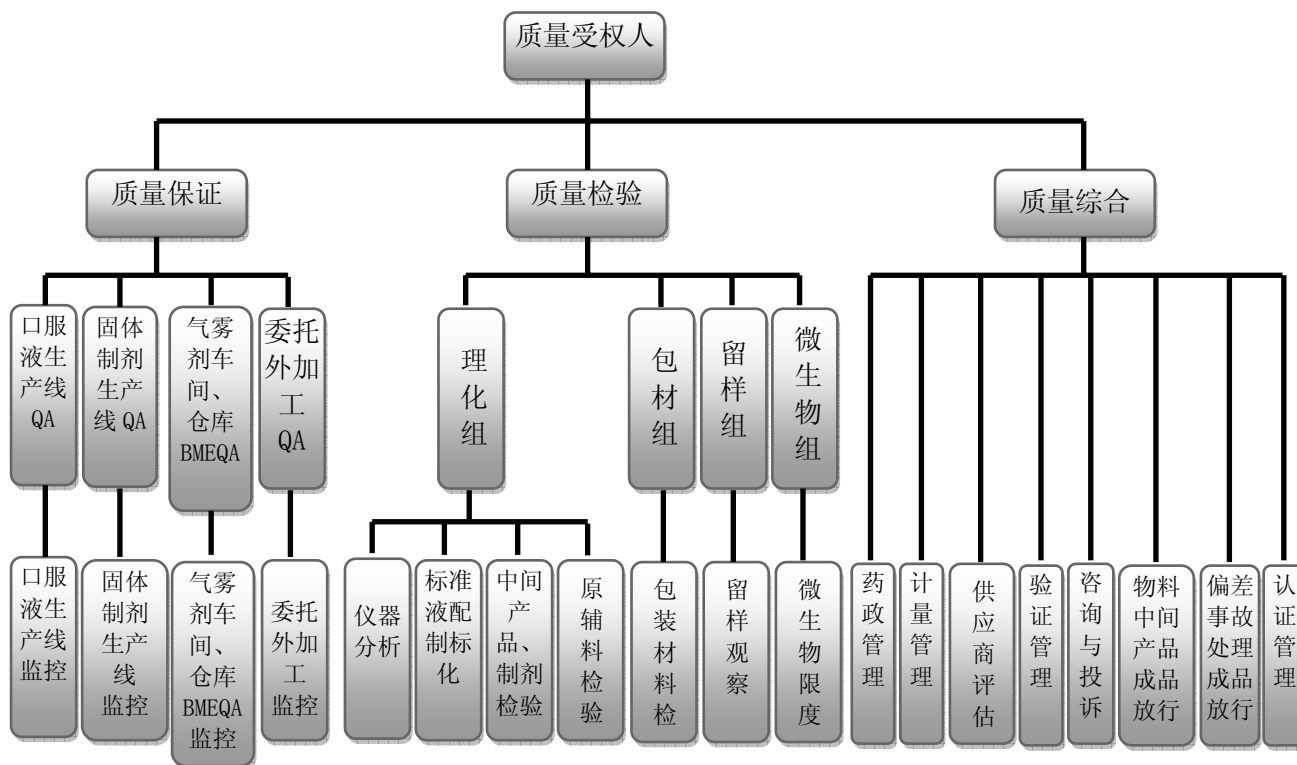 质量受权人
质量保证
质量检验
质量综合
口服
液生
产线
QA
固体
制剂
生产
线 QA
气雾
剂车
间、
仓库
BMEQA
委托
外加
工
QA
理
化
组
包
材
组
留
样
组
微
生
物
组
口服
液生
产线
监控
固体
制剂
生产
线
监控
气雾
剂车
间、
仓库
BMEQA
监控
委托
外加
工
监控
仪器
分析
标准
液配
制标
化
中间
产
品、
制剂
检验
原
辅
料
检
验
包
装
材
料
检
留
样
观
察
微
生
物
限
度
药
政
管
理
计
量
管
理
供
应
商
评
估
验
证
管
理
咨
询
与
投
诉
物料
中间
产品
成品
放行
偏差
事故
处理
成品
放行
认
证
管
理